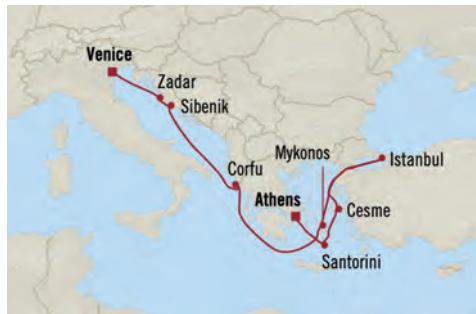 Venice
Zadar
Sibenik
Corfu
Mykonos
Istanbul
Athens
Cesme
Santorini